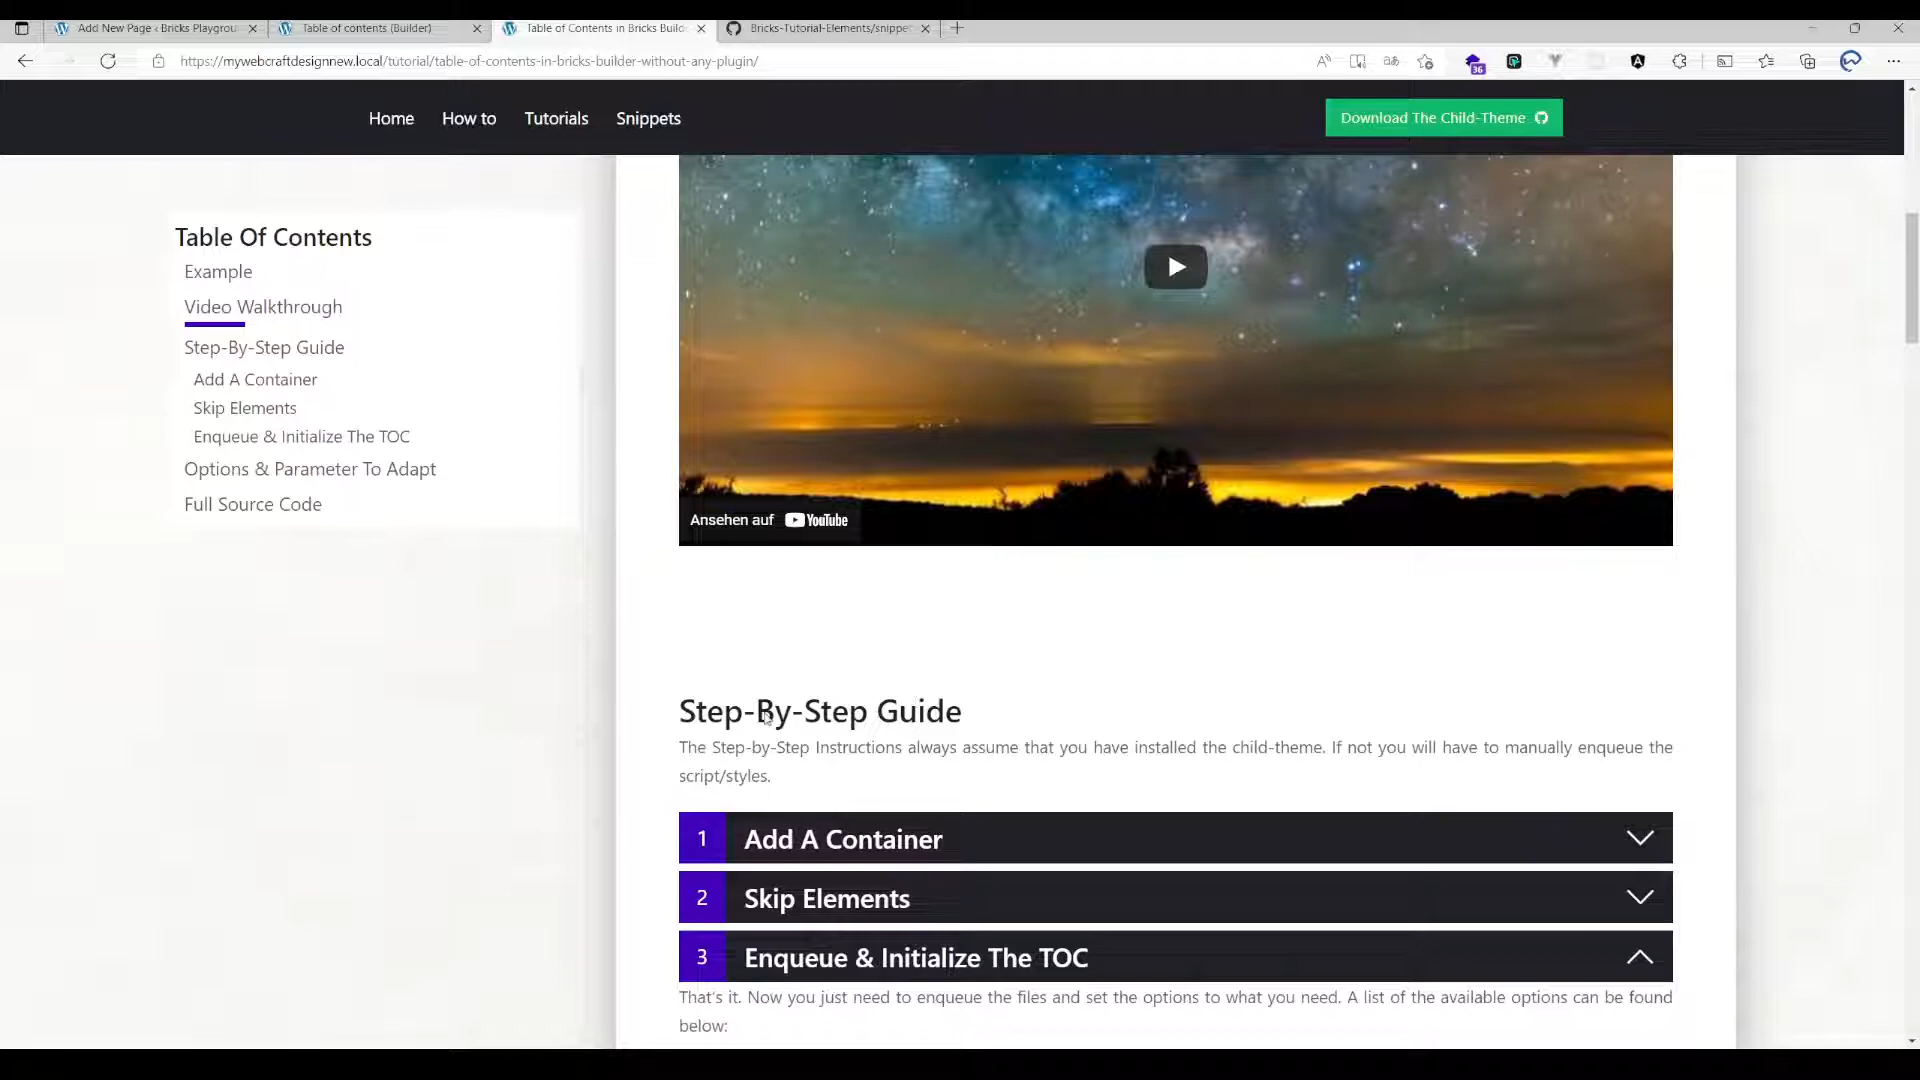 Add New Page ‹ Bricks Playgrou
Table of contents (Builder)
Table of Contents in Bricks Build
Bricks-Tutorial-Elements/snippe
https://mywebcraftdesignnew.local/tutorial/table-of-contents-in-bricks-builder-without-any-plugin/
36
Home
How to
Tutorials
Snippets
Download The Child-Theme
Table Of Contents
Example
Video Walkthrough
Step-By-Step Guide
Add A Container
Skip Elements
Enqueue & Initialize The TOC
Options & Parameter To Adapt
Full Source Code
Ansehen auf YouTube
Step-By-Step Guide
The Step-by-Step Instructions always assume that you have installed the child-theme. If not you will have to manually enqueue the
script/styles.
1 Add A Container
2 Skip Elements
3 Enqueue & Initialize The TOC
That's it. Now you just need to enqueue the files and set the options to what you need. A list of the available options can be found
below: